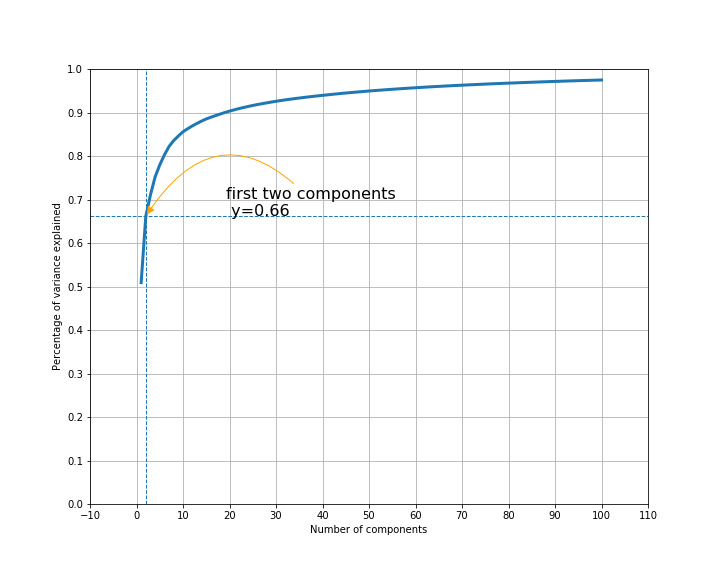 1.0
0.9
0.8
0.7
0.6
0.5
0.4
0.3
0.2
0.1
0.0
Percentage of variance explained
first two components
y=0.66
−10 0 10 20 30 40 50 60 70 80 90 100 110
Number of components